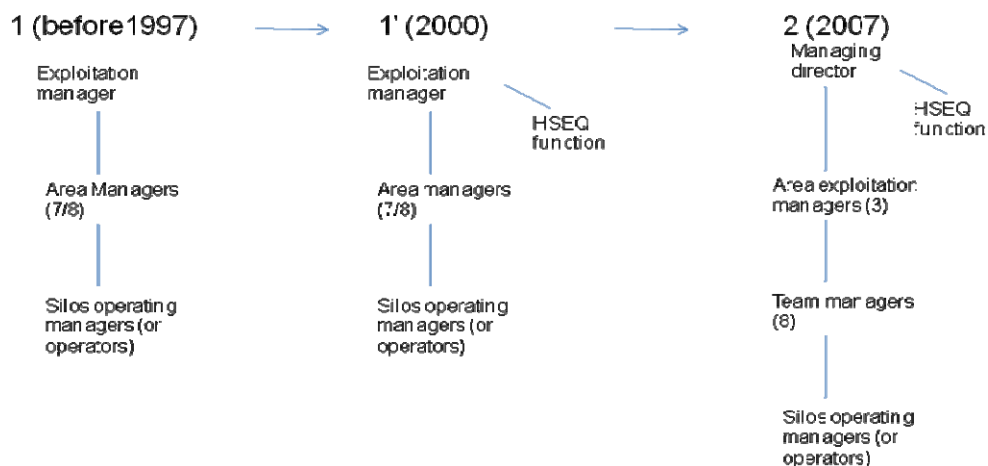 1 (before 1997)
Exploitation
manager
Area Managers
(7/8)
Silos operating
managers (or
operators)
1' (2000)
Exploitation
manager
HSEQ
function
Area managers
(7/8)
Silos operating
managers (or
operators)
2 (2007)
Managing
director
HSEQ
function
Area exploitation
managers (3)
Team managers
(8)
Silos operating
managers (or
operators)